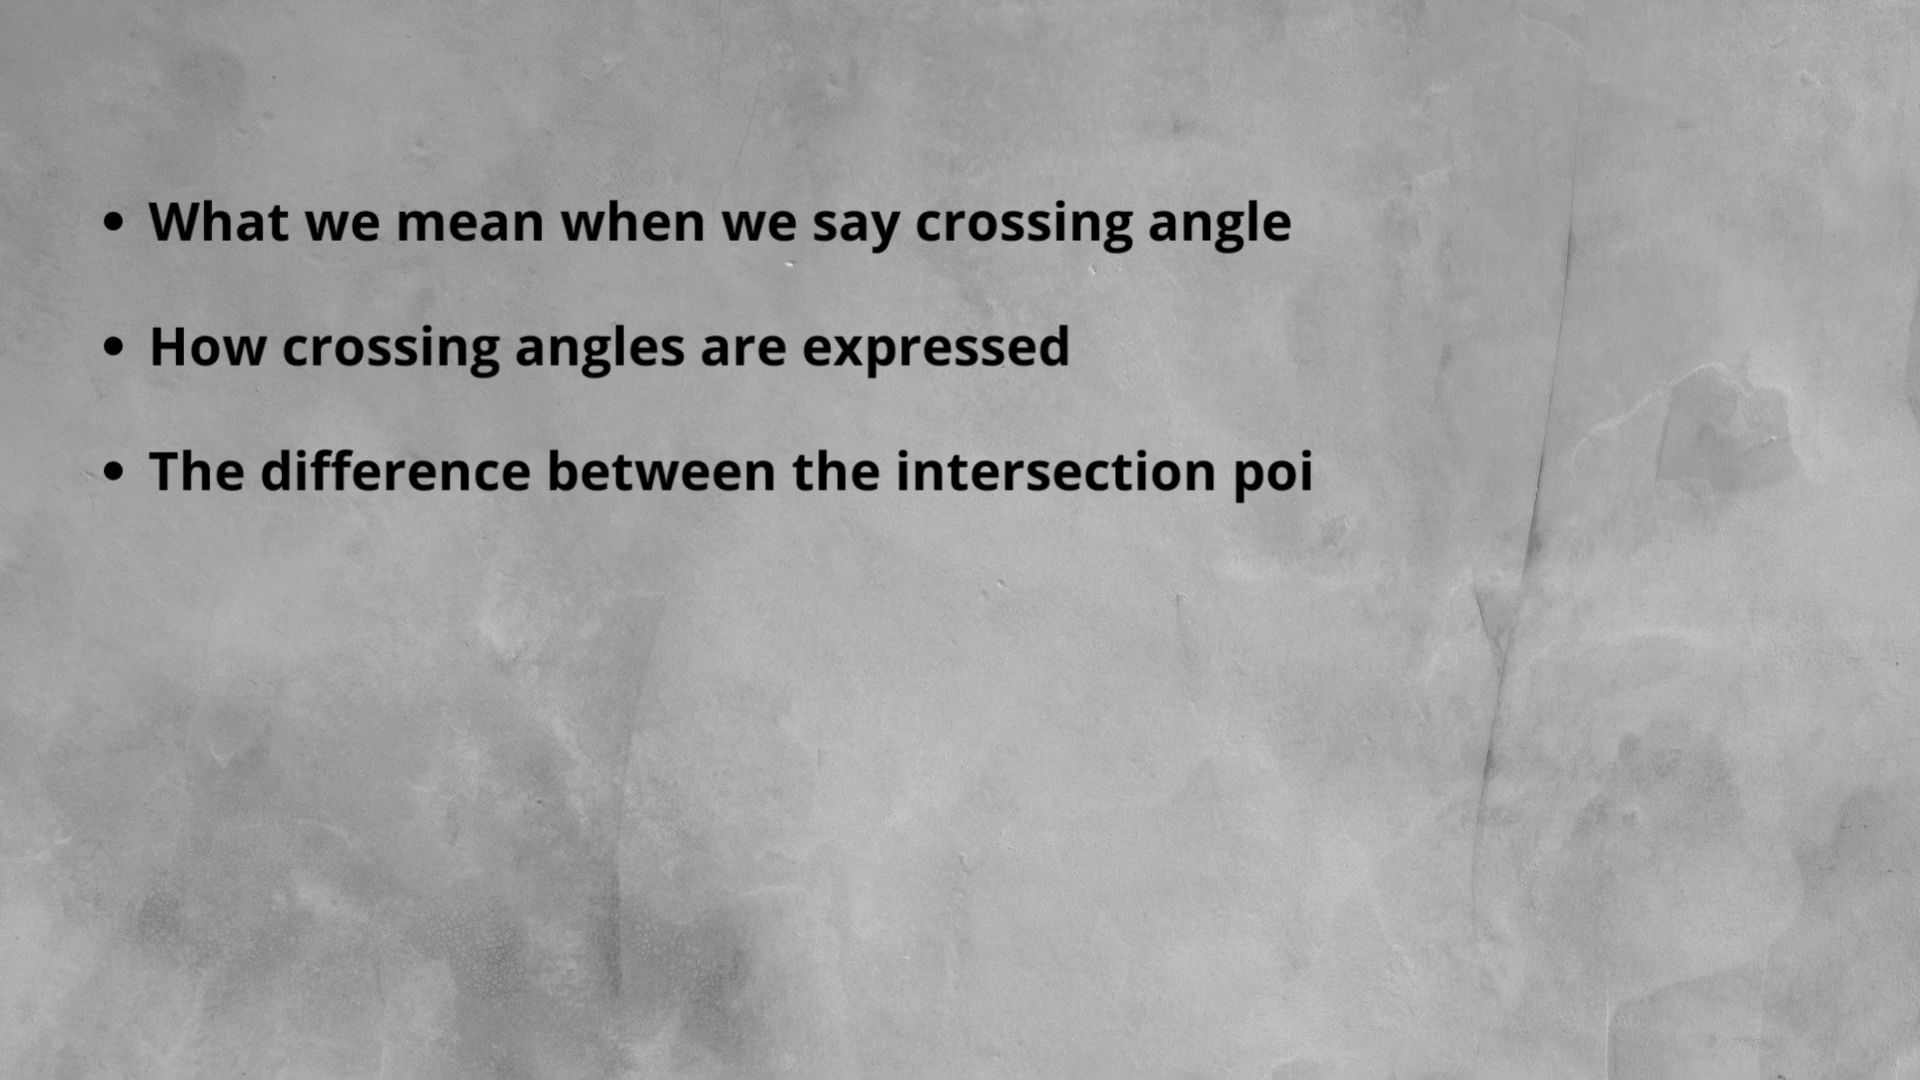 • What we mean when we say crossing angle
• How crossing angles are expressed
• The difference between the intersection poi